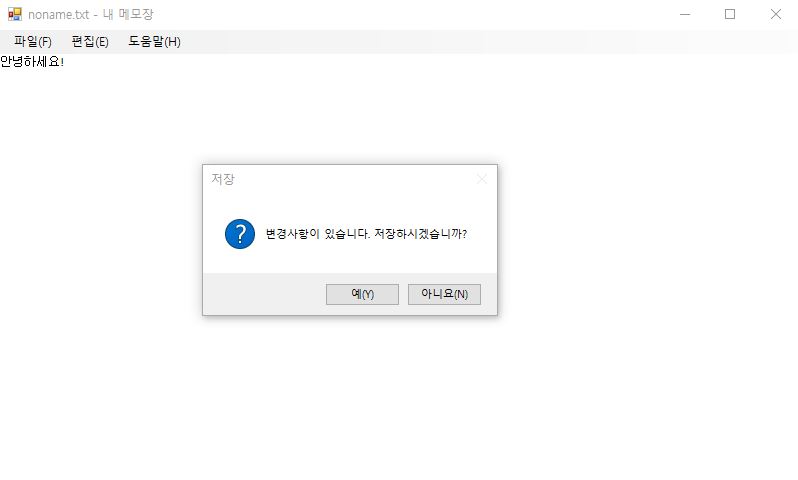 noname.txt - 내 메모장
파일(F) 편집(E) 도움말(H)
안녕하세요!
저장
변경사항이 있습니다. 저장하시겠습니까?
예(Y) 아니요(N)